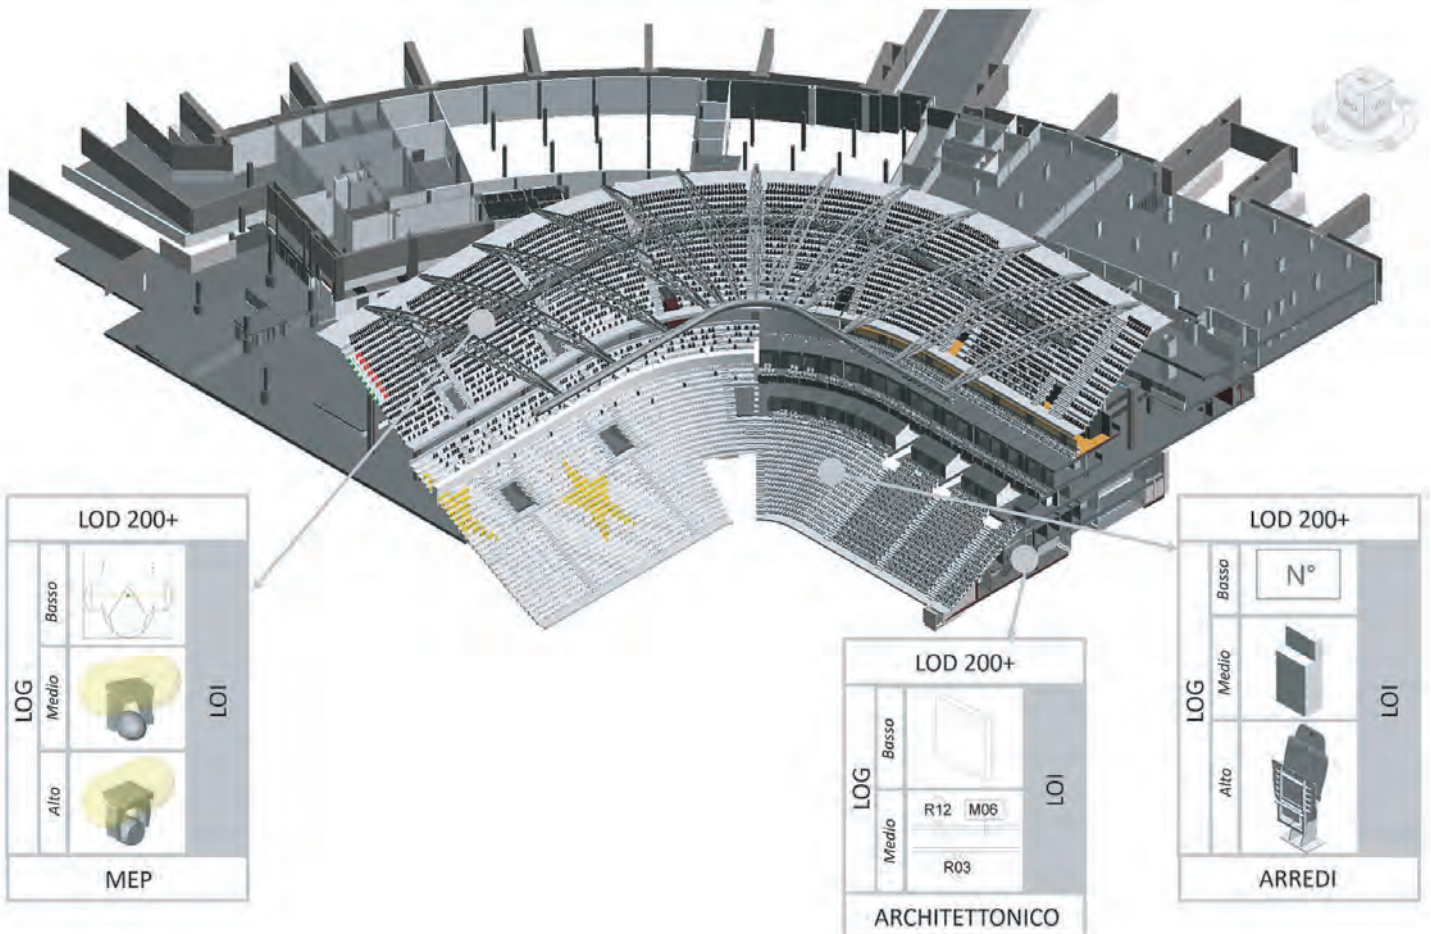 LOD 200+
LOG
Basso
Medio
Alto
LOI
MEP
LOD 200+
LOG
Basso
Medio
R12 M06
R03
LOI
ARCHITETTONICO
LOD 200+
LOG
Basso
N°
Medio
Alto
LOI
ARREDI